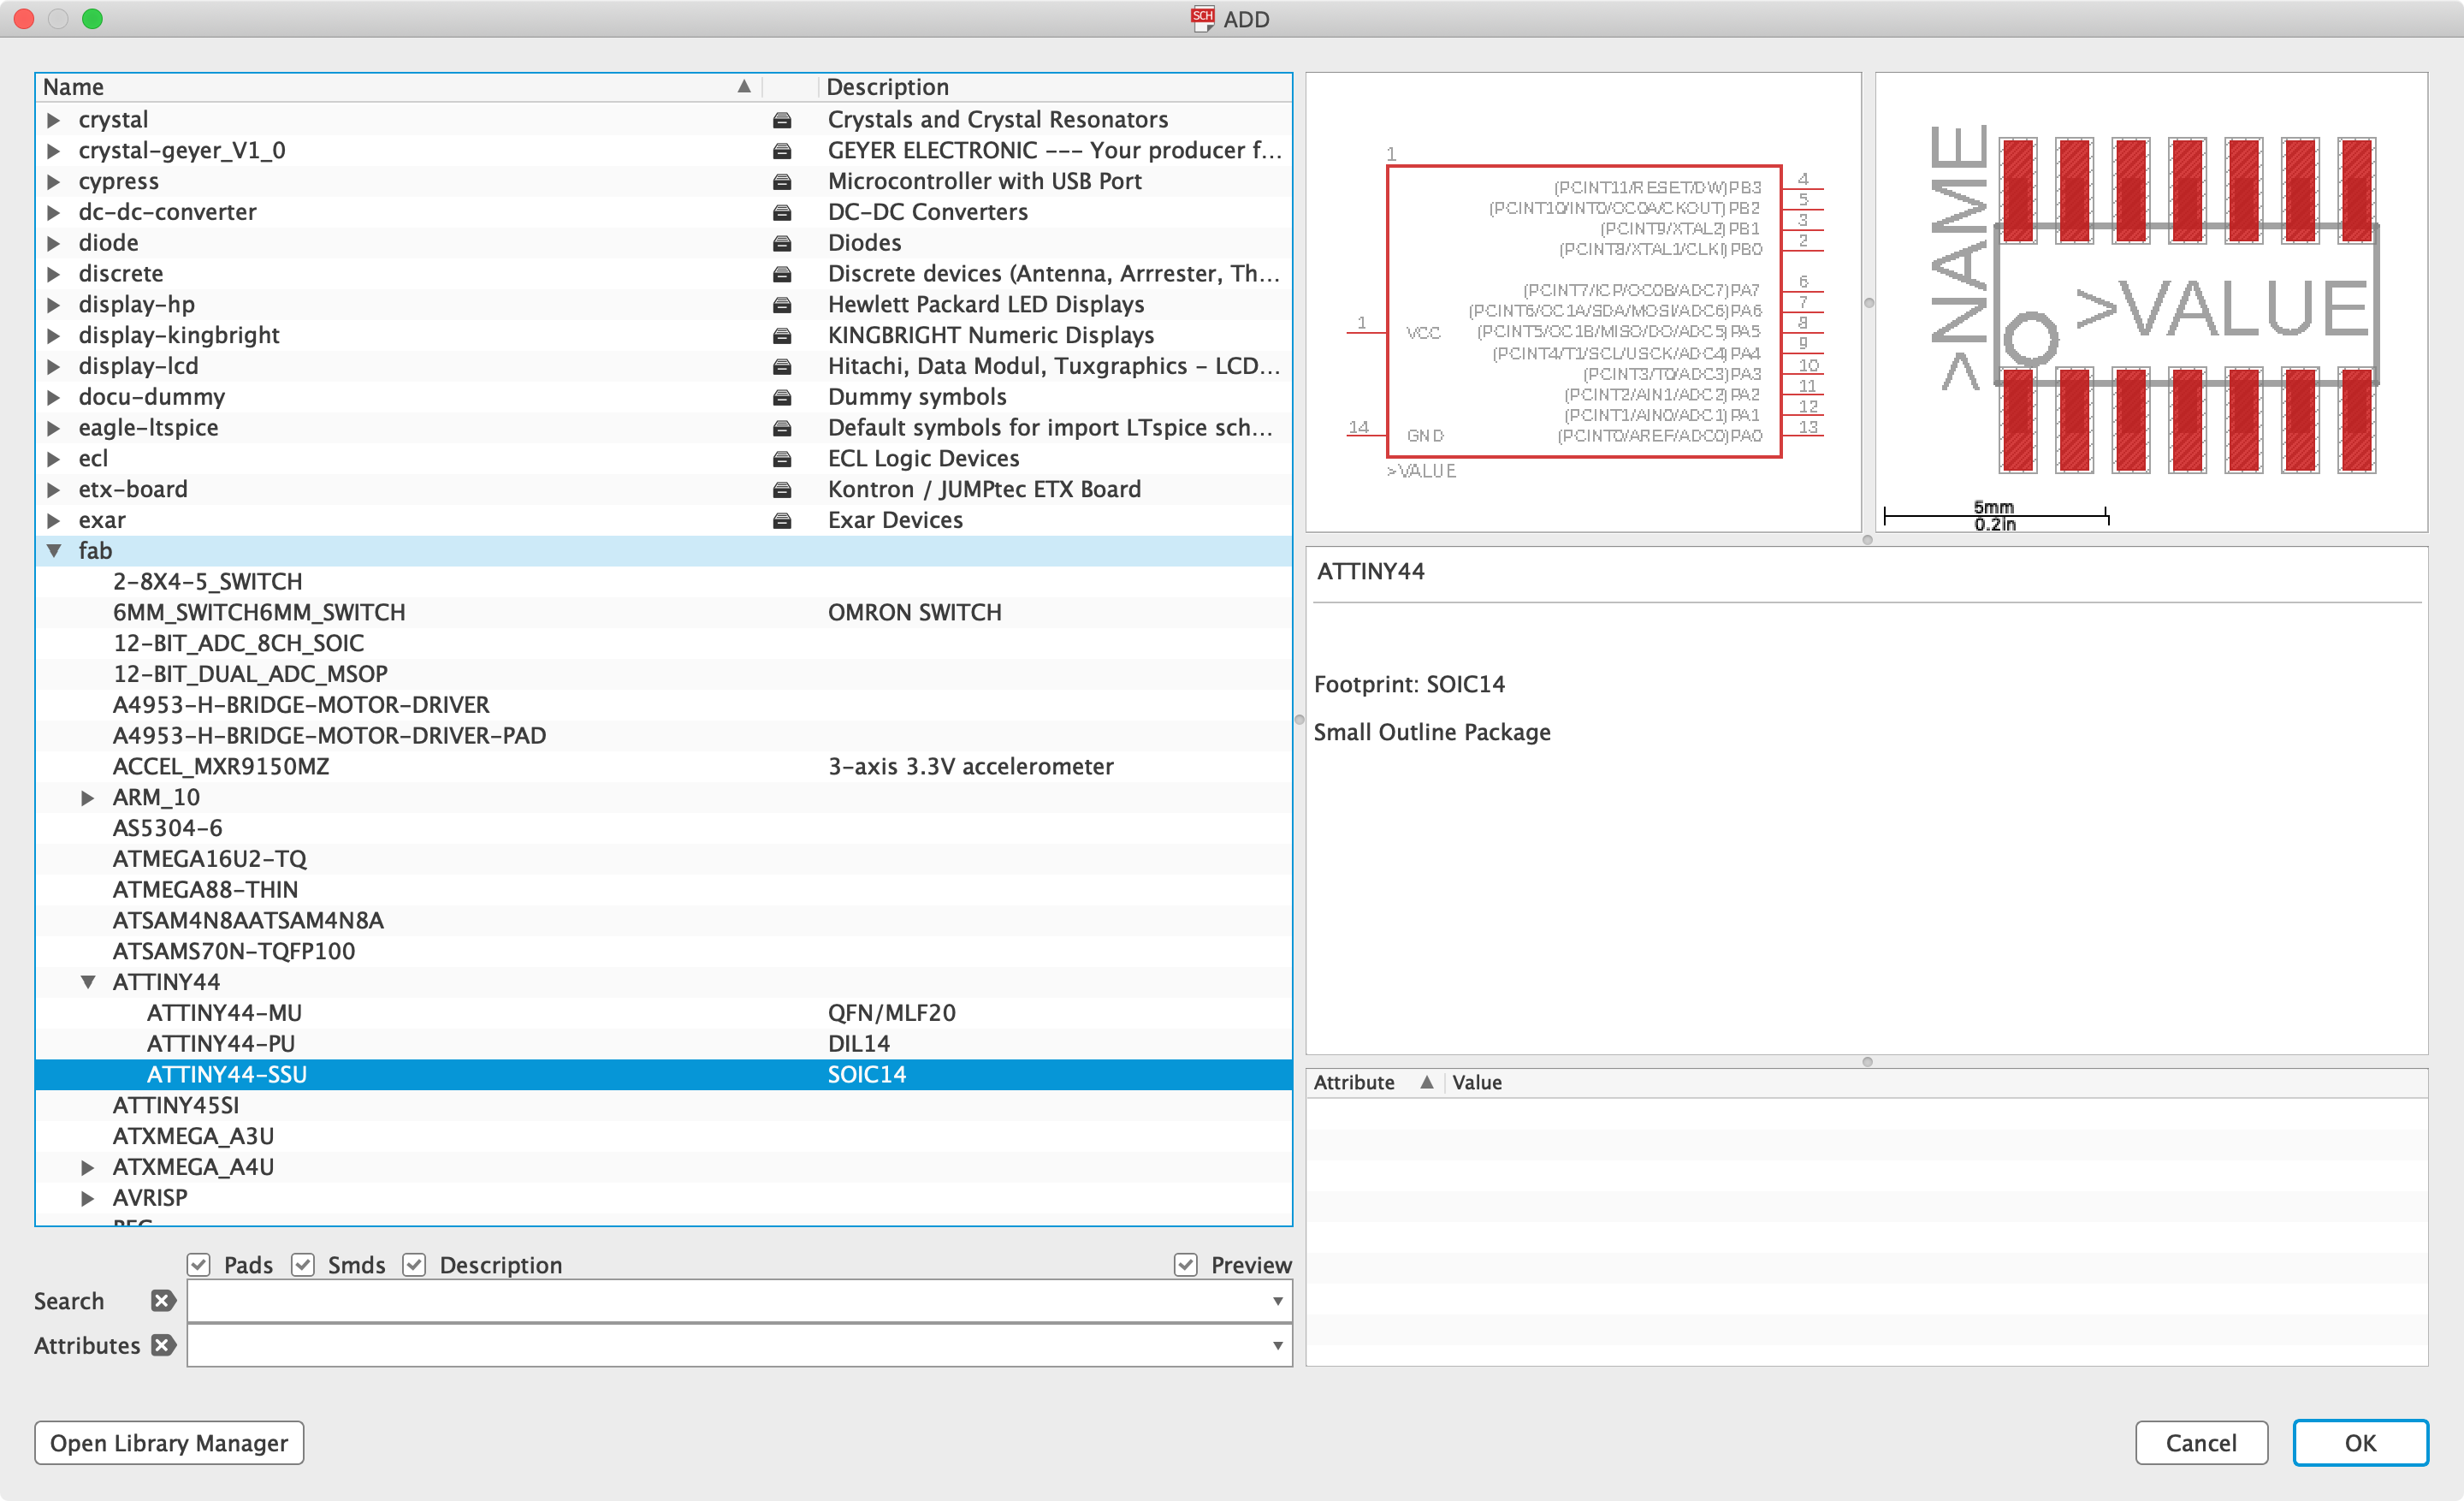 SCH ADD
Name Description
crystal Crystals and Crystal Resonators
crystal-geyer_V1_0 GEYER ELECTRONIC --- Your producer f...
cypress Microcontroller with USB Port
dc-dc-converter DC-DC Converters
diode Diodes
discrete Discrete devices (Antenna, Arrrester, Th...
display-hp Hewlett Packard LED Displays
display-kingbright KINGBRIGHT Numeric Displays
display-lcd Hitachi, Data Modul, Tuxgraphics - LCD...
docu-dummy Dummy symbols
eagle-ltspice Default symbols for import LTspice sch...
ecl ECL Logic Devices
etx-board Kontron / JUMPtec ETX Board
exar Exar Devices
fab
2-8X4-5_SWITCH
6MM_SWITCH6MM_SWITCH OMRON SWITCH
12-BIT_ADC_8CH_SOIC
12-BIT_DUAL_ADC_MSOP
A4953-H-BRIDGE-MOTOR-DRIVER
A4953-H-BRIDGE-MOTOR-DRIVER-PAD
ACCEL_MXR9150MZ 3-axis 3.3V accelerometer
ARM_10
AS5304-6
ATMEGA16U2-TQ
ATMEGA88-THIN
ATSAM4N8AATSAM4N8A
ATSAMS70N-TQFP100
ATTINY44
ATTINY44-MU QFN/MLF20
ATTINY44-PU DIL14
ATTINY44-SSU SOIC14
ATTINY45SI
ATXMEGA_A3U
ATXMEGA_A4U
AVRISP
Pads Smds Description Preview
Search
Attributes
Open Library Manager
1
(PCINT11/RESET/DW)PB3 4
(PCINT10/INT0/OC0A/CKOUT)PB2 5
(PCINT9/XTAL2)PB1 3
(PCINT8/XTAL1/CLKI)PB0 2
(PCINT7/ICP/OC0B/ADC7)PA7 6
(PCINT6/OC1A/SDA/MOSI/ADC6)PA6 7
1 VCC (PCINT5/OC1B/MISO/DO/ADC5)PA5 8
(PCINT4/T1/SCL/USCK/ADC4)PA4 9
(PCINT3/T0/ADC3)PA3 10
(PCINT2/AIN1/ADC2)PA2 11
(PCINT1/AIN0/ADC1)PA1 12
14 GND (PCINT0/AREF/ADC0)PA0 13
>VALUE
>NAME
>VALUE
5mm
0.2in
ATTINY44
Footprint: SOIC14
Small Outline Package
Attribute Value
Cancel OK